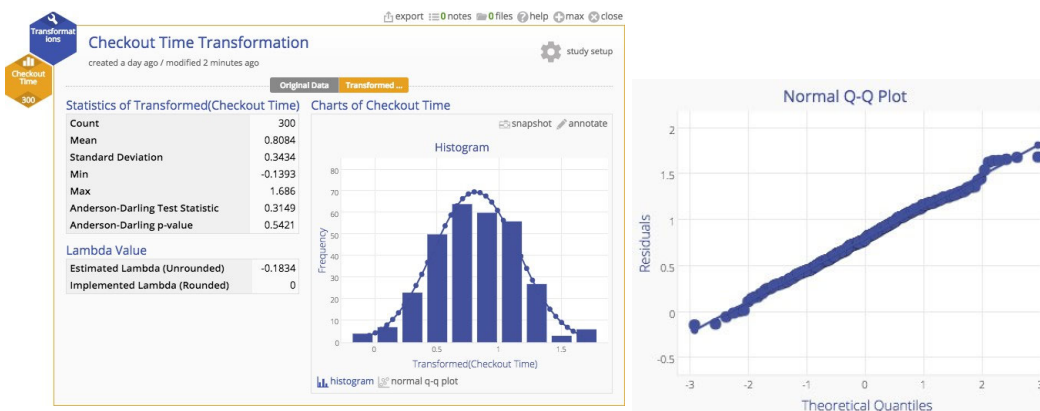 export 0 notes 0 files help max close
Transformat
ions
Checkout Time Transformation
created a day ago / modified 2 minutes ago
study setup
Checkout
Time
300
Original Data Transformed ...
Statistics of Transformed(Checkout Time)
Count 300
Mean 0.8084
Standard Deviation 0.3434
Min -0.1393
Max 1.686
Anderson-Darling Test Statistic 0.3149
Anderson-Darling p-value 0.5421
Lambda Value
Estimated Lambda (Unrounded) -0.1834
Implemented Lambda (Rounded) 0
Charts of Checkout Time
snapshot annotate
Histogram
Frequency
80
70
60
50
40
30
20
10
0
0 0.5 1 1.5
Transformed(Checkout Time)
histogram normal q-q plot
Normal Q-Q Plot
Residuals
2
1.5
1
0.5
0
-0.5
-3 -2 -1 0 1 2 3
Theoretical Quantiles